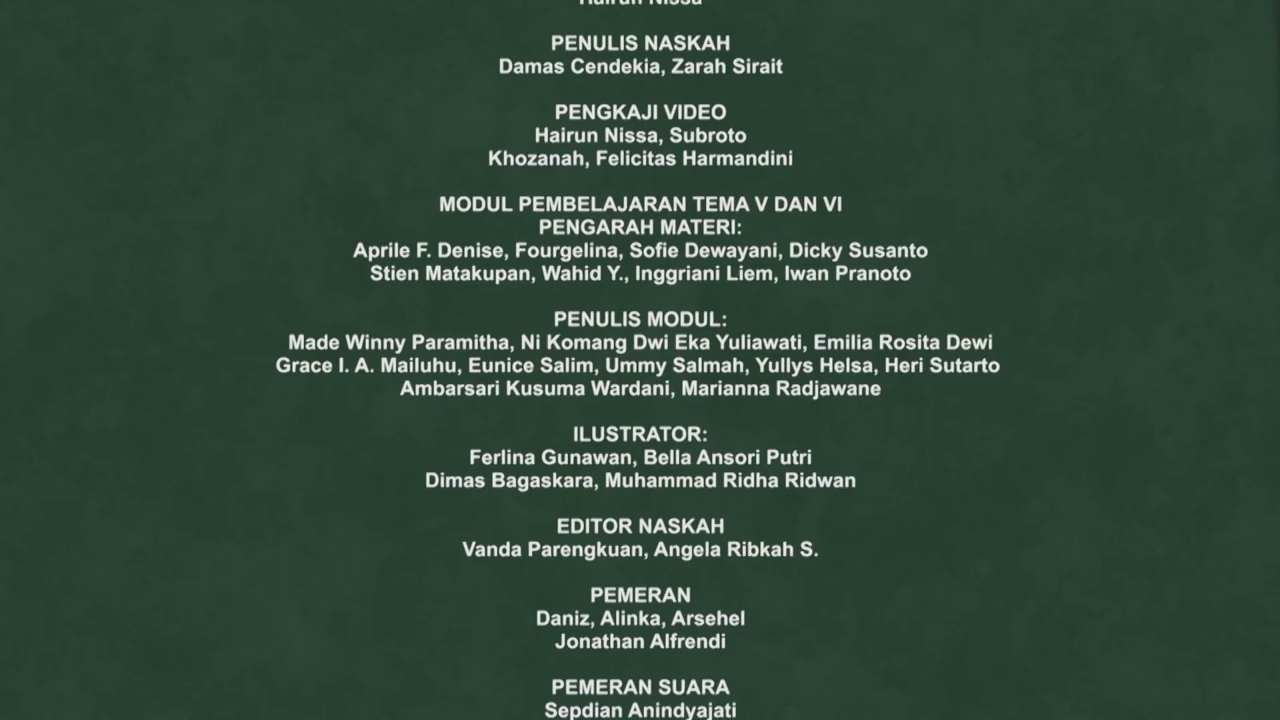 Hairun Nissa
PENULIS NASKAH
Damas Cendekia, Zarah Sirait
PENGKAJI VIDEO
Hairun Nissa, Subroto
Khozanah, Felicitas Harmandini
MODUL PEMBELAJARAN TEMA V DAN VI
PENGARAH MATERI:
Aprile F. Denise, Fourgelina, Sofie Dewayani, Dicky Susanto
Stien Matakupan, Wahid Y., Inggriani Liem, Iwan Pranoto
PENULIS MODUL:
Made Winny Paramitha, Ni Komang Dwi Eka Yuliawati, Emilia Rosita Dewi
Grace I. A. Mailuhu, Eunice Salim, Ummy Salmah, Yullys Helsa, Heri Sutarto
Ambarsari Kusuma Wardani, Marianna Radjawane
ILUSTRATOR:
Ferlina Gunawan, Bella Ansori Putri
Dimas Bagaskara, Muhammad Ridha Ridwan
EDITOR NASKAH
Vanda Parengkuan, Angela Ribkah S.
PEMERAN
Daniz, Alinka, Arsehel
Jonathan Alfrendi
PEMERAN SUARA
Sepdian Anindyajati